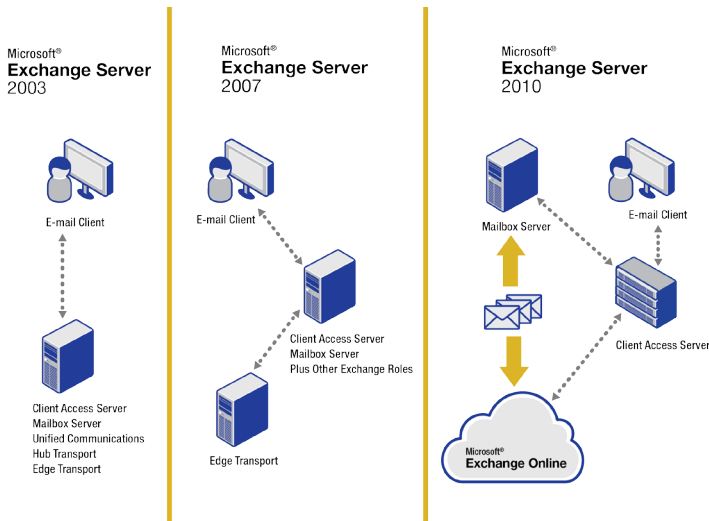 Microsoft®
Exchange Server
2003
E-mail Client
Client Access Server
Mailbox Server
Unified Communications
Hub Transport
Edge Transport
Microsoft®
Exchange Server
2007
E-mail Client
Client Access Server
Mailbox Server
Plus Other Exchange Roles
Edge Transport
Microsoft®
Exchange Server
2010
Mailbox Server
E-mail Client
Client Access Server
Microsoft®
Exchange Online